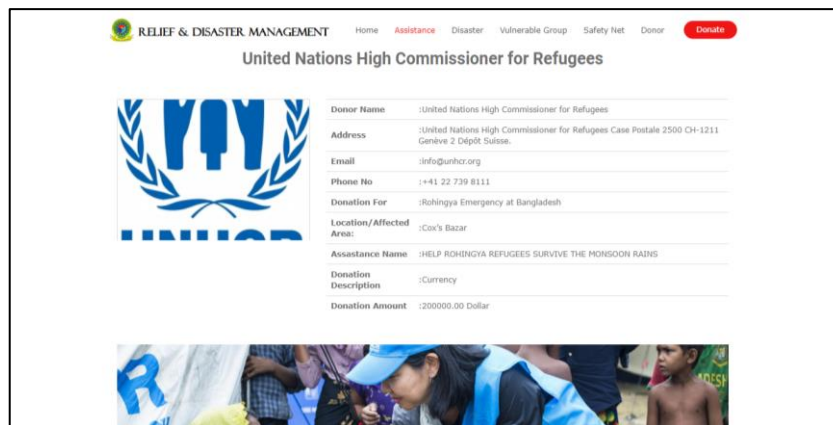 RELIEF & DISASTER MANAGEMENT
Home Assistance Disaster Vulnerable Group Safety Net Donor Donate
United Nations High Commissioner for Refugees
Donor Name :United Nations High Commissioner for Refugees
Address :United Nations High Commissioner for Refugees Case Postale 2500 CH-1211
Genève 2 Dépôt Suisse.
Email :info@unhcr.org
Phone No :+41 22 739 8111
Donation For :Rohingya Emergency at Bangladesh
Location/Affected
Area: :Cox's Bazar
Assastance Name :HELP ROHINGYA REFUGEES SURVIVE THE MONSOON RAINS
Donation
Description :Currency
Donation Amount :200000.00 Dollar
UNHCR